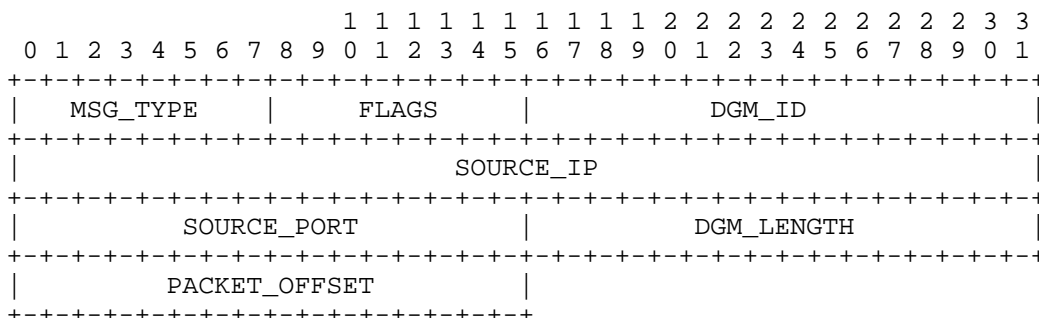 1 1 1 1 1 1 1 1 1 1 2 2 2 2 2 2 2 2 2 2 3 3
 0 1 2 3 4 5 6 7 8 9 0 1 2 3 4 5 6 7 8 9 0 1 2 3 4 5 6 7 8 9 0 1
+-+-+-+-+-+-+-+-+-+-+-+-+-+-+-+-+-+-+-+-+-+-+-+-+-+-+-+-+-+-+-+-+
|   MSG_TYPE    |     FLAGS     |           DGM_ID              |
+-+-+-+-+-+-+-+-+-+-+-+-+-+-+-+-+-+-+-+-+-+-+-+-+-+-+-+-+-+-+-+-+
|                           SOURCE_IP                           |
+-+-+-+-+-+-+-+-+-+-+-+-+-+-+-+-+-+-+-+-+-+-+-+-+-+-+-+-+-+-+-+-+
|          SOURCE_PORT          |          DGM_LENGTH           |
+-+-+-+-+-+-+-+-+-+-+-+-+-+-+-+-+-+-+-+-+-+-+-+-+-+-+-+-+-+-+-+-+
|         PACKET_OFFSET         |
+-+-+-+-+-+-+-+-+-+-+-+-+-+-+-+-+